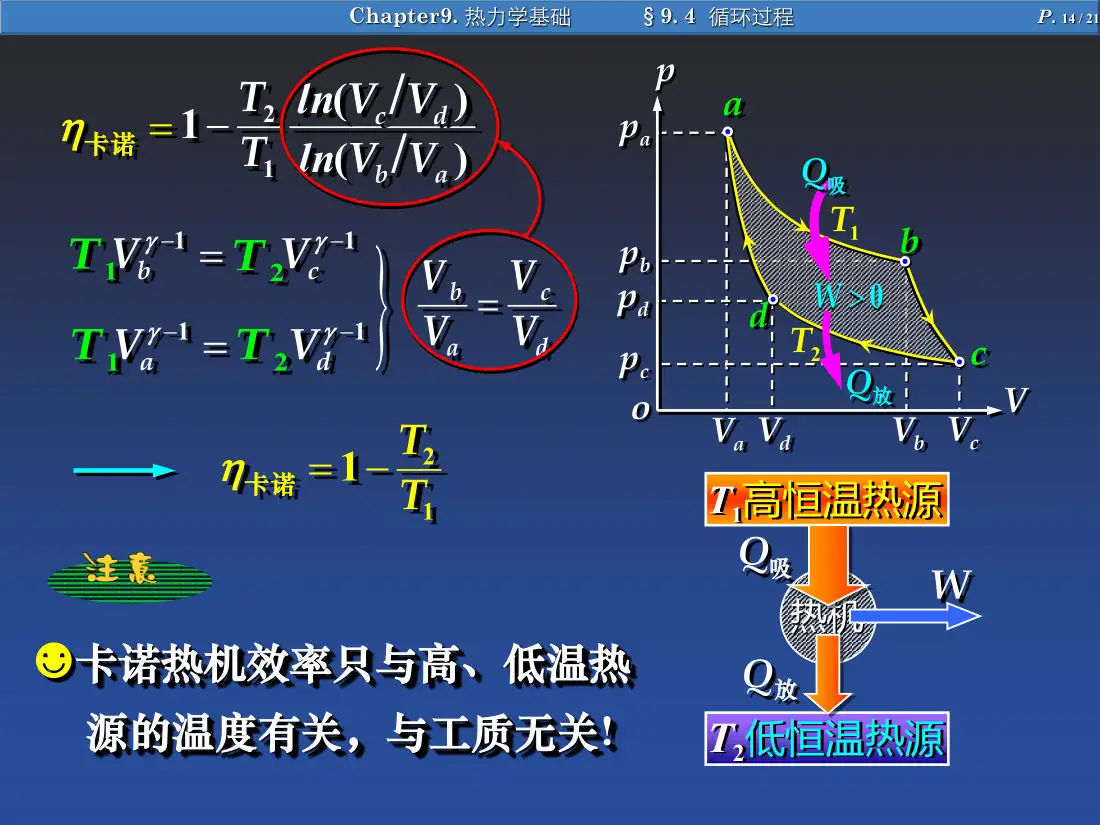 Chapter9. 热力学基础 §9.4 循环过程 P. 14/21
η卡诺 = 1 − T2/T1 ln(Vc/Vd)/ln(Vb/Va)
T1Vb^γ−1 = T2Vc^γ−1
T1Va^γ−1 = T2Vd^γ−1
Vb/Va = Vc/Vd
η卡诺 = 1 − T2/T1
注意
卡诺热机效率只与高、低温热
源的温度有关，与工质无关!
p
a
pa
Q吸
T1
b
pb
W > 0
pd
d
T2
pc
c
Q放
o
V
Va Vd Vb Vc
T1高恒温热源
Q吸
W
热机
Q放
T2低恒温热源